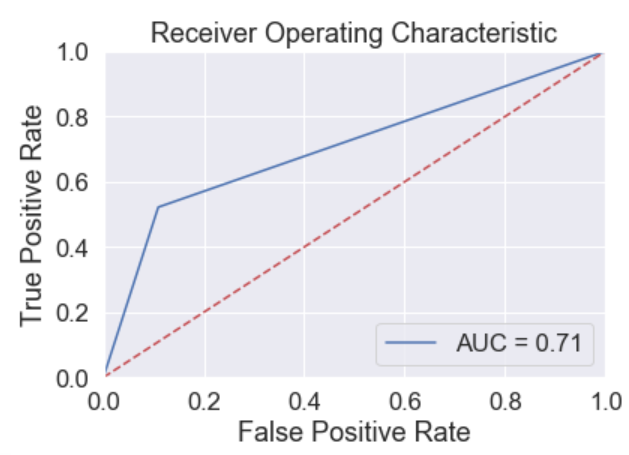 Receiver Operating Characteristic
1.0
0.8
0.6
0.4
0.2
0.0
True Positive Rate
AUC = 0.71
0.0 0.2 0.4 0.6 0.8 1.0
False Positive Rate